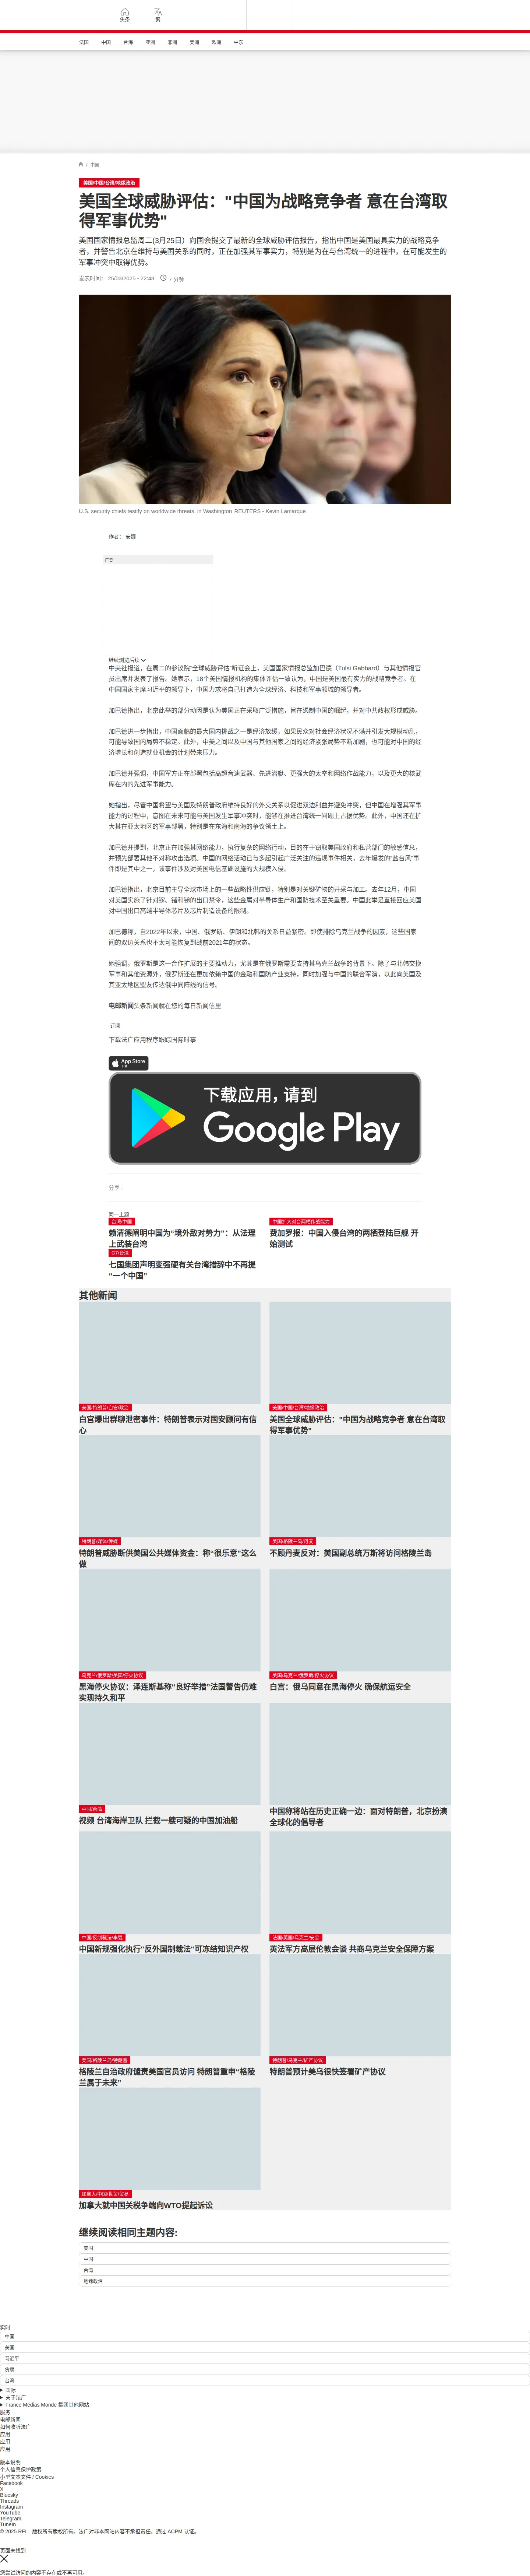 头条
繁
法国
中国
台海
亚洲
非洲
美洲
欧洲
中东
/ 中国
美国/中国/台湾/地缘政治
美国全球威胁评估："中国为战略竞争者 意在台湾取
得军事优势"
美国国家情报总监周二(3月25日）向国会提交了最新的全球威胁评估报告，指出中国是美国最具实力的战略竞争
者，并警告北京在维持与美国关系的同时，正在加强其军事实力，特别是为在与台湾统一的进程中，在可能发生的
军事冲突中取得优势。
发表时间： 25/03/2025 - 22:48
7 分钟
U.S. security chiefs testify on worldwide threats, in Washington REUTERS - Kevin Lamarque
作者： 安娜
广告
继续浏览后续
中央社报道，在周二的参议院"全球威胁评估"听证会上，美国国家情报总监加巴德（Tulsi Gabbard）与其他情报官
员出席并发表了报告。她表示，18个美国情报机构的集体评估一致认为，中国是美国最有实力的战略竞争者。在
中国国家主席习近平的领导下，中国力求将自己打造为全球经济、科技和军事领域的领导者。
加巴德指出，北京此举的部分动因是认为美国正在采取广泛措施，旨在遏制中国的崛起，并对中共政权形成威胁。
加巴德进一步指出，中国面临的最大国内挑战之一是经济放缓，如果民众对社会经济状况不满并引发大规模动乱，
可能导致国内局势不稳定。此外，中美之间以及中国与其他国家之间的经济紧张局势不断加剧，也可能对中国的经
济增长和创造就业机会的计划带来压力。
加巴德并强调，中国军方正在部署包括高超音速武器、先进潜艇、更强大的太空和网络作战能力，以及更大的核武
库在内的先进军事能力。
她指出，尽管中国希望与美国及特朗普政府维持良好的外交关系以促进双边利益并避免冲突，但中国在增强其军事
能力的过程中，意图在未来可能与美国发生军事冲突时，能够在推进台湾统一问题上占据优势。此外，中国还在扩
大其在亚太地区的军事部署，特别是在东海和南海的争议领土上。
加巴德并提到，北京正在加强其网络能力，执行复杂的网络行动，目的在于窃取美国政府和私营部门的敏感信息，
并预先部署其他不对称攻击选项。中国的网络活动已与多起引起广泛关注的违规事件相关，去年爆发的“盐台风”事
件即是其中之一，该事件涉及对美国电信基础设施的大规模入侵。
加巴德指出，北京目前主导全球市场上的一些战略性供应链，特别是对关键矿物的开采与加工。去年12月，中国
对美国实施了针对镓、锗和锑的出口禁令，这些金属对半导体生产和国防技术至关重要。中国此举是直接回应美国
对中国出口高端半导体芯片及芯片制造设备的限制。
加巴德称，自2022年以来，中国、俄罗斯、伊朗和北韩的关系日益紧密。即使排除乌克兰战争的因素，这些国家
间的双边关系也不太可能恢复到战前2021年的状态。
她强调，俄罗斯是这一合作扩展的主要推动力，尤其是在俄罗斯需要支持其乌克兰战争的背景下。除了与北韩交换
军事和其他资源外，俄罗斯还在更加依赖中国的金融和国防产业支持，同时加强与中国的联合军演，以此向美国及
其亚太地区盟友传达俄中同阵线的信号。
电邮新闻头条新闻就在您的每日新闻信里
订阅
下载法广应用程序跟踪国际时事
App Store
下载应用，请到
Google Play
分享 :
同一主题
台湾/中国
赖清德阐明中国为“境外敌对势力”：从法理
上武装台湾
中国扩大对台两栖作战能力
费加罗报：中国入侵台湾的两栖登陆巨舰 开
始测试
G7/台湾
七国集团声明变强硬有关台湾措辞中不再提
“一个中国”
其他新闻
美国/特朗普/白宫/政治
白宫爆出群聊泄密事件：特朗普表示对国安顾问有信
心
美国/中国/台湾/地缘政治
美国全球威胁评估："中国为战略竞争者 意在台湾取
得军事优势"
特朗普/媒体/传媒
特朗普威胁断供美国公共媒体资金：称“很乐意”这么
做
美国/格陵兰岛/丹麦
不顾丹麦反对：美国副总统万斯将访问格陵兰岛
乌克兰/俄罗斯/美国/停火协议
黑海停火协议：泽连斯基称“良好举措”法国警告仍难
实现持久和平
美国/乌克兰/俄罗斯/停火协议
白宫：俄乌同意在黑海停火 确保航运安全
中国/台湾
视频 台湾海岸卫队 拦截一艘可疑的中国加油船
中国称将站在历史正确一边：面对特朗普，北京扮演
全球化的倡导者
中国/反制裁法/李强
中国新规强化执行"反外国制裁法"可冻结知识产权
法国/英国/乌克兰/安全
英法军方高层伦敦会谈 共商乌克兰安全保障方案
美国/格陵兰岛/特朗普
格陵兰自治政府谴责美国官员访问 特朗普重申“格陵
兰属于未来”
特朗普/乌克兰/矿产协议
特朗普预计美乌很快签署矿产协议
加拿大/中国/世贸/贸易
加拿大就中国关税争端向WTO提起诉讼
继续阅读相同主题内容:
美国
中国
台湾
地缘政治
实时
中国
美国
习近平
贪腐
台湾
国际
关于法广
France Médias Monde 集团其他网站
服务
电邮新闻
如何收听法广
应用
应用
应用
版本说明
个人信息保护政策
小型文本文件 / Cookies
Facebook
X
Bluesky
Threads
Instagram
YouTube
Telegram
TuneIn
© 2025 RFI – 版权所有版权所有。法广对非本网站内容不承担责任。通过 ACPM 认证。
页面未找到
您尝试访问的内容不存在或不再可用。